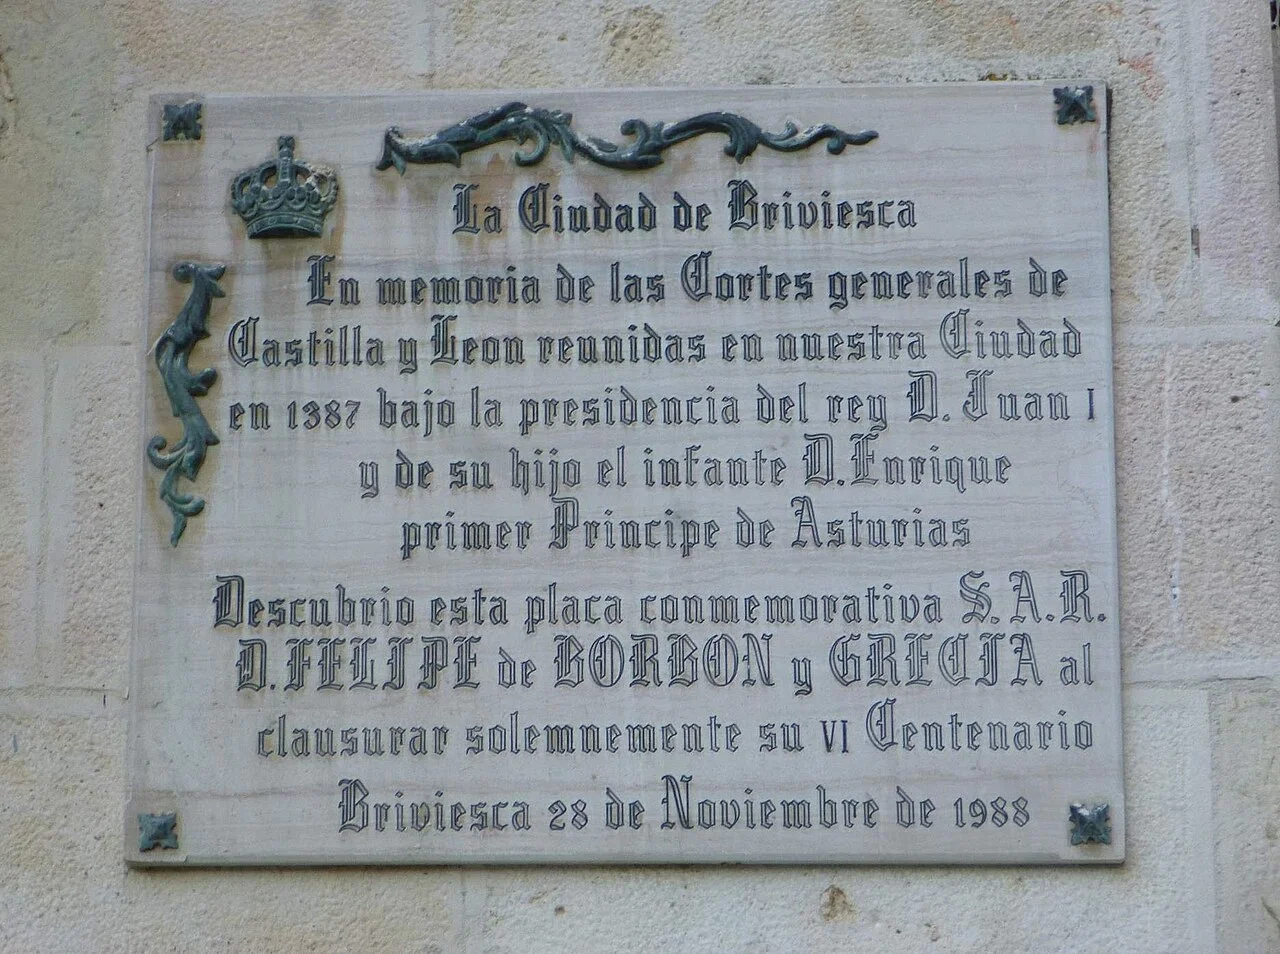 La Ciudad de Briviesca
En memoria de las Cortes generales de
Castilla y Leon reunidas en nuestra Ciudad
en 1387 bajo la presidencia del rey D. Juan I
y de su hijo el infante D. Enrique
primer Principe de Asturias
Descubrio esta placa conmemorativa S. A. R.
D. FELIPE de BORBON y GRECIA al
clausurar solemnemente su VI Centenario
Briviesca 28 de Noviembre de 1988